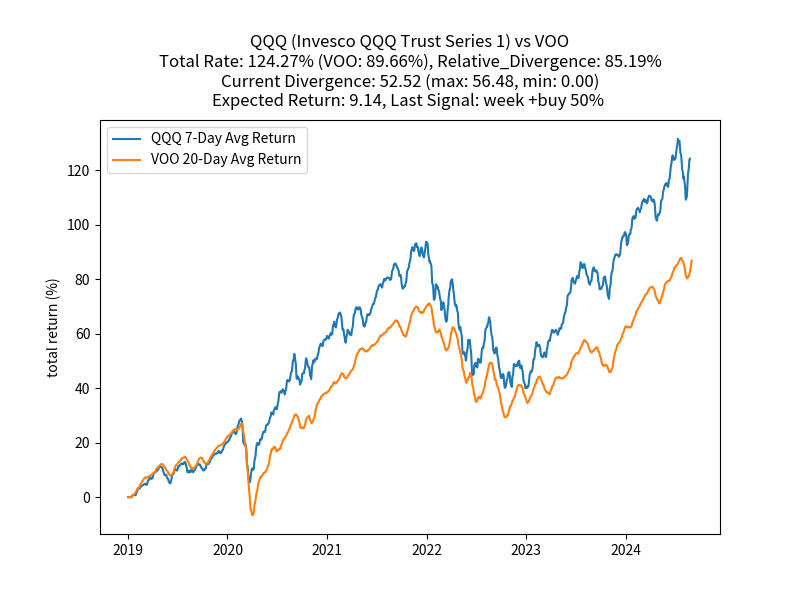 QQQ (Invesco QQQ Trust Series 1) vs VOO
Total Rate: 124.27% (VOO: 89.66%), Relative_Divergence: 85.19%
Current Divergence: 52.52 (max: 56.48, min: 0.00)
Expected Return: 9.14, Last Signal: week +buy 50%
QQQ 7-Day Avg Return
VOO 20-Day Avg Return
total return (%)
120
100
80
60
40
20
0
2019
2020
2021
2022
2023
2024